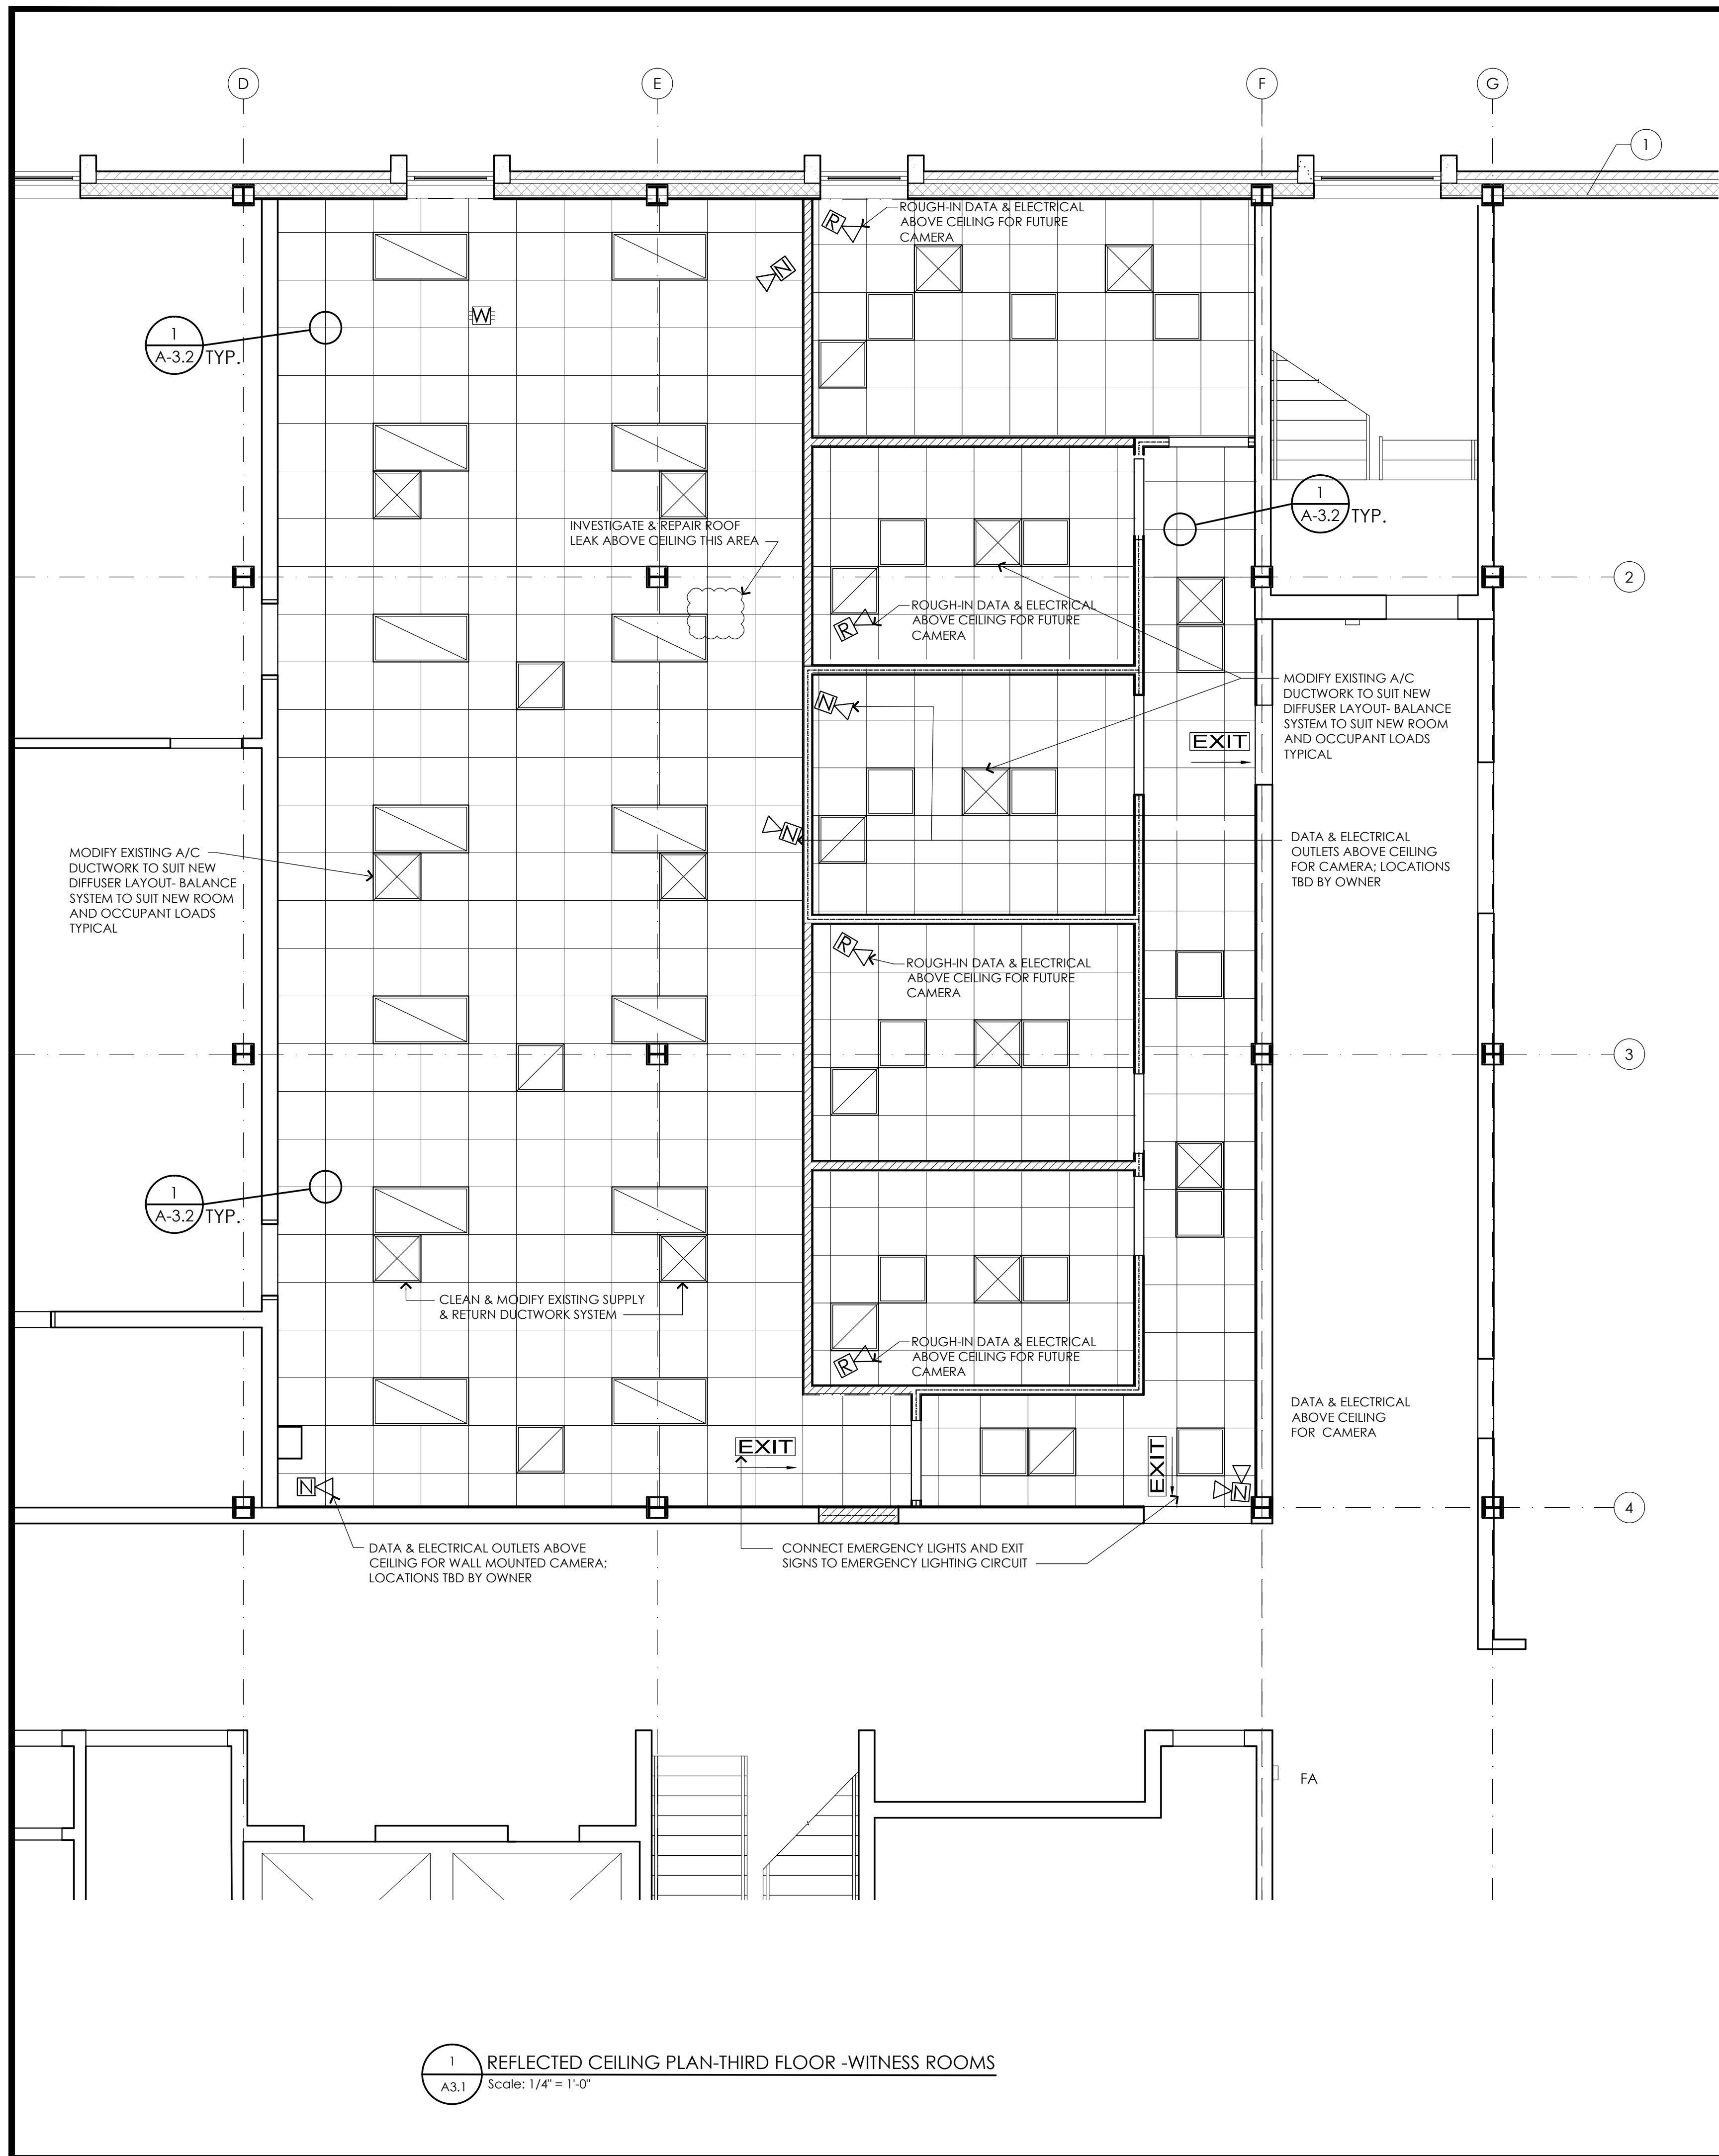 D
E
F
G
1
ROUGH-IN DATA & ELECTRICAL
ABOVE CEILING FOR FUTURE
CAMERA
R
N
W
1
A-3.2
TYP.
1
A-3.2
TYP.
INVESTIGATE & REPAIR ROOF
LEAK ABOVE CEILING THIS AREA
2
ROUGH-IN DATA & ELECTRICAL
ABOVE CEILING FOR FUTURE
CAMERA
R
MODIFY EXISTING A/C
DUCTWORK TO SUIT NEW
DIFFUSER LAYOUT- BALANCE
SYSTEM TO SUIT NEW ROOM
AND OCCUPANT LOADS
TYPICAL
N
EXIT
N
DATA & ELECTRICAL
OUTLETS ABOVE CEILING
FOR CAMERA; LOCATIONS
TBD BY OWNER
MODIFY EXISTING A/C
DUCTWORK TO SUIT NEW
DIFFUSER LAYOUT- BALANCE
SYSTEM TO SUIT NEW ROOM
AND OCCUPANT LOADS
TYPICAL
R
ROUGH-IN DATA & ELECTRICAL
ABOVE CEILING FOR FUTURE
CAMERA
3
1
A-3.2
TYP.
CLEAN & MODIFY EXISTING SUPPLY
& RETURN DUCTWORK SYSTEM
ROUGH-IN DATA & ELECTRICAL
ABOVE CEILING FOR FUTURE
CAMERA
R
DATA & ELECTRICAL
ABOVE CEILING
FOR CAMERA
EXIT
EXIT
N
N
4
DATA & ELECTRICAL OUTLETS ABOVE
CEILING FOR WALL MOUNTED CAMERA;
LOCATIONS TBD BY OWNER
CONNECT EMERGENCY LIGHTS AND EXIT
SIGNS TO EMERGENCY LIGHTING CIRCUIT
FA
1
A3.1
REFLECTED CEILING PLAN-THIRD FLOOR -WITNESS ROOMS
Scale: 1/4" = 1'-0"